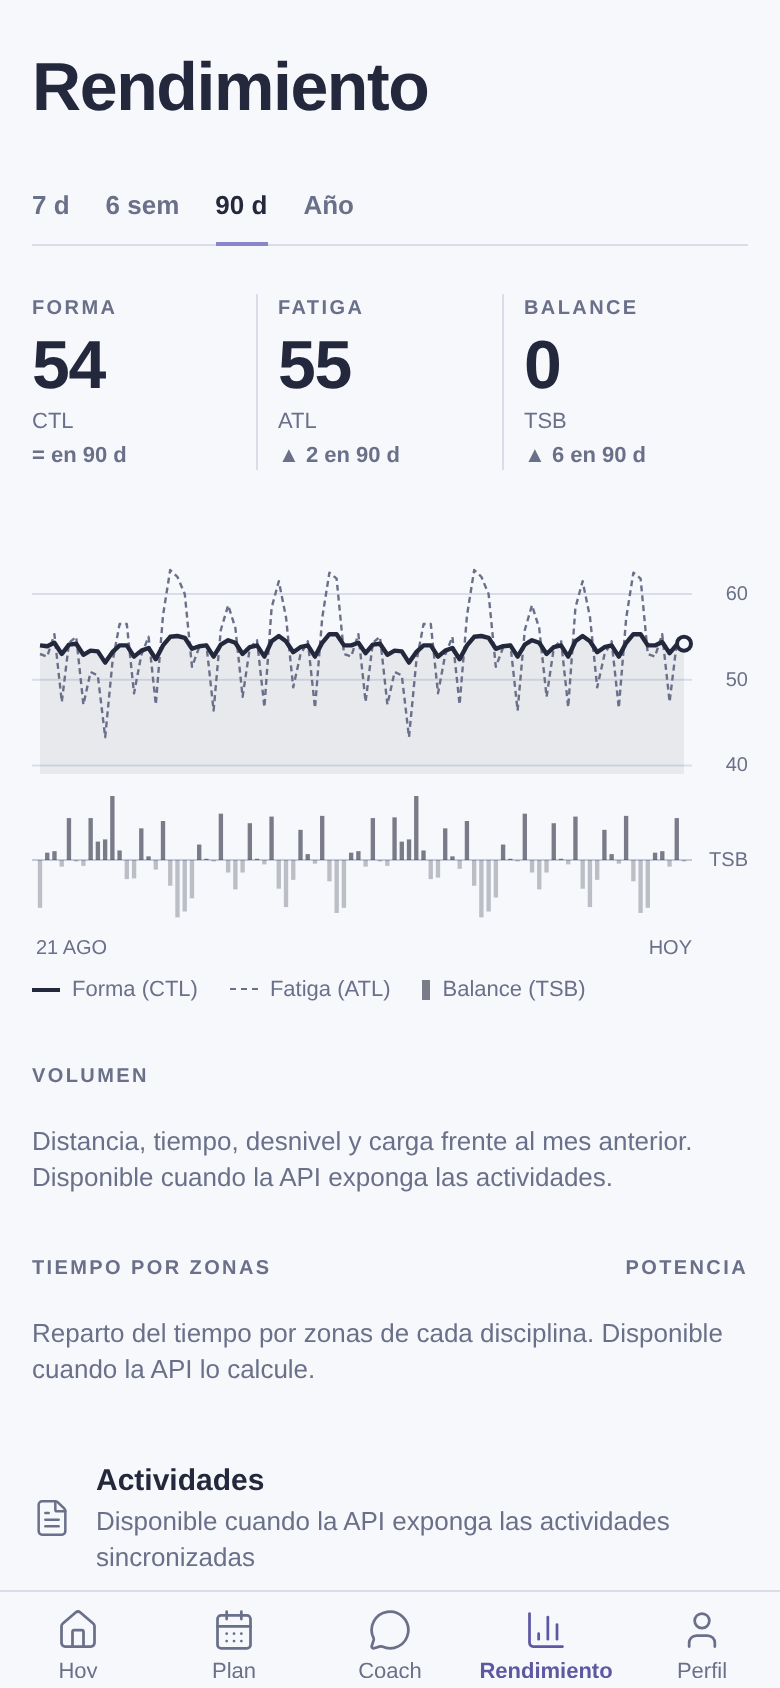 Rendimiento
7 d 6 sem 90 d Año
FORMA FATIGA BALANCE
54 55 0
CTL ATL TSB
= en 90 d ▲ 2 en 90 d ▲ 6 en 90 d
60
50
40
TSB
21 AGO HOY
Forma (CTL) Fatiga (ATL) Balance (TSB)
VOLUMEN
Distancia, tiempo, desnivel y carga frente al mes anterior.
Disponible cuando la API exponga las actividades.
TIEMPO POR ZONAS POTENCIA
Reparto del tiempo por zonas de cada disciplina. Disponible
cuando la API lo calcule.
Actividades
Disponible cuando la API exponga las actividades
sincronizadas
Hov Plan Coach Rendimiento Perfil